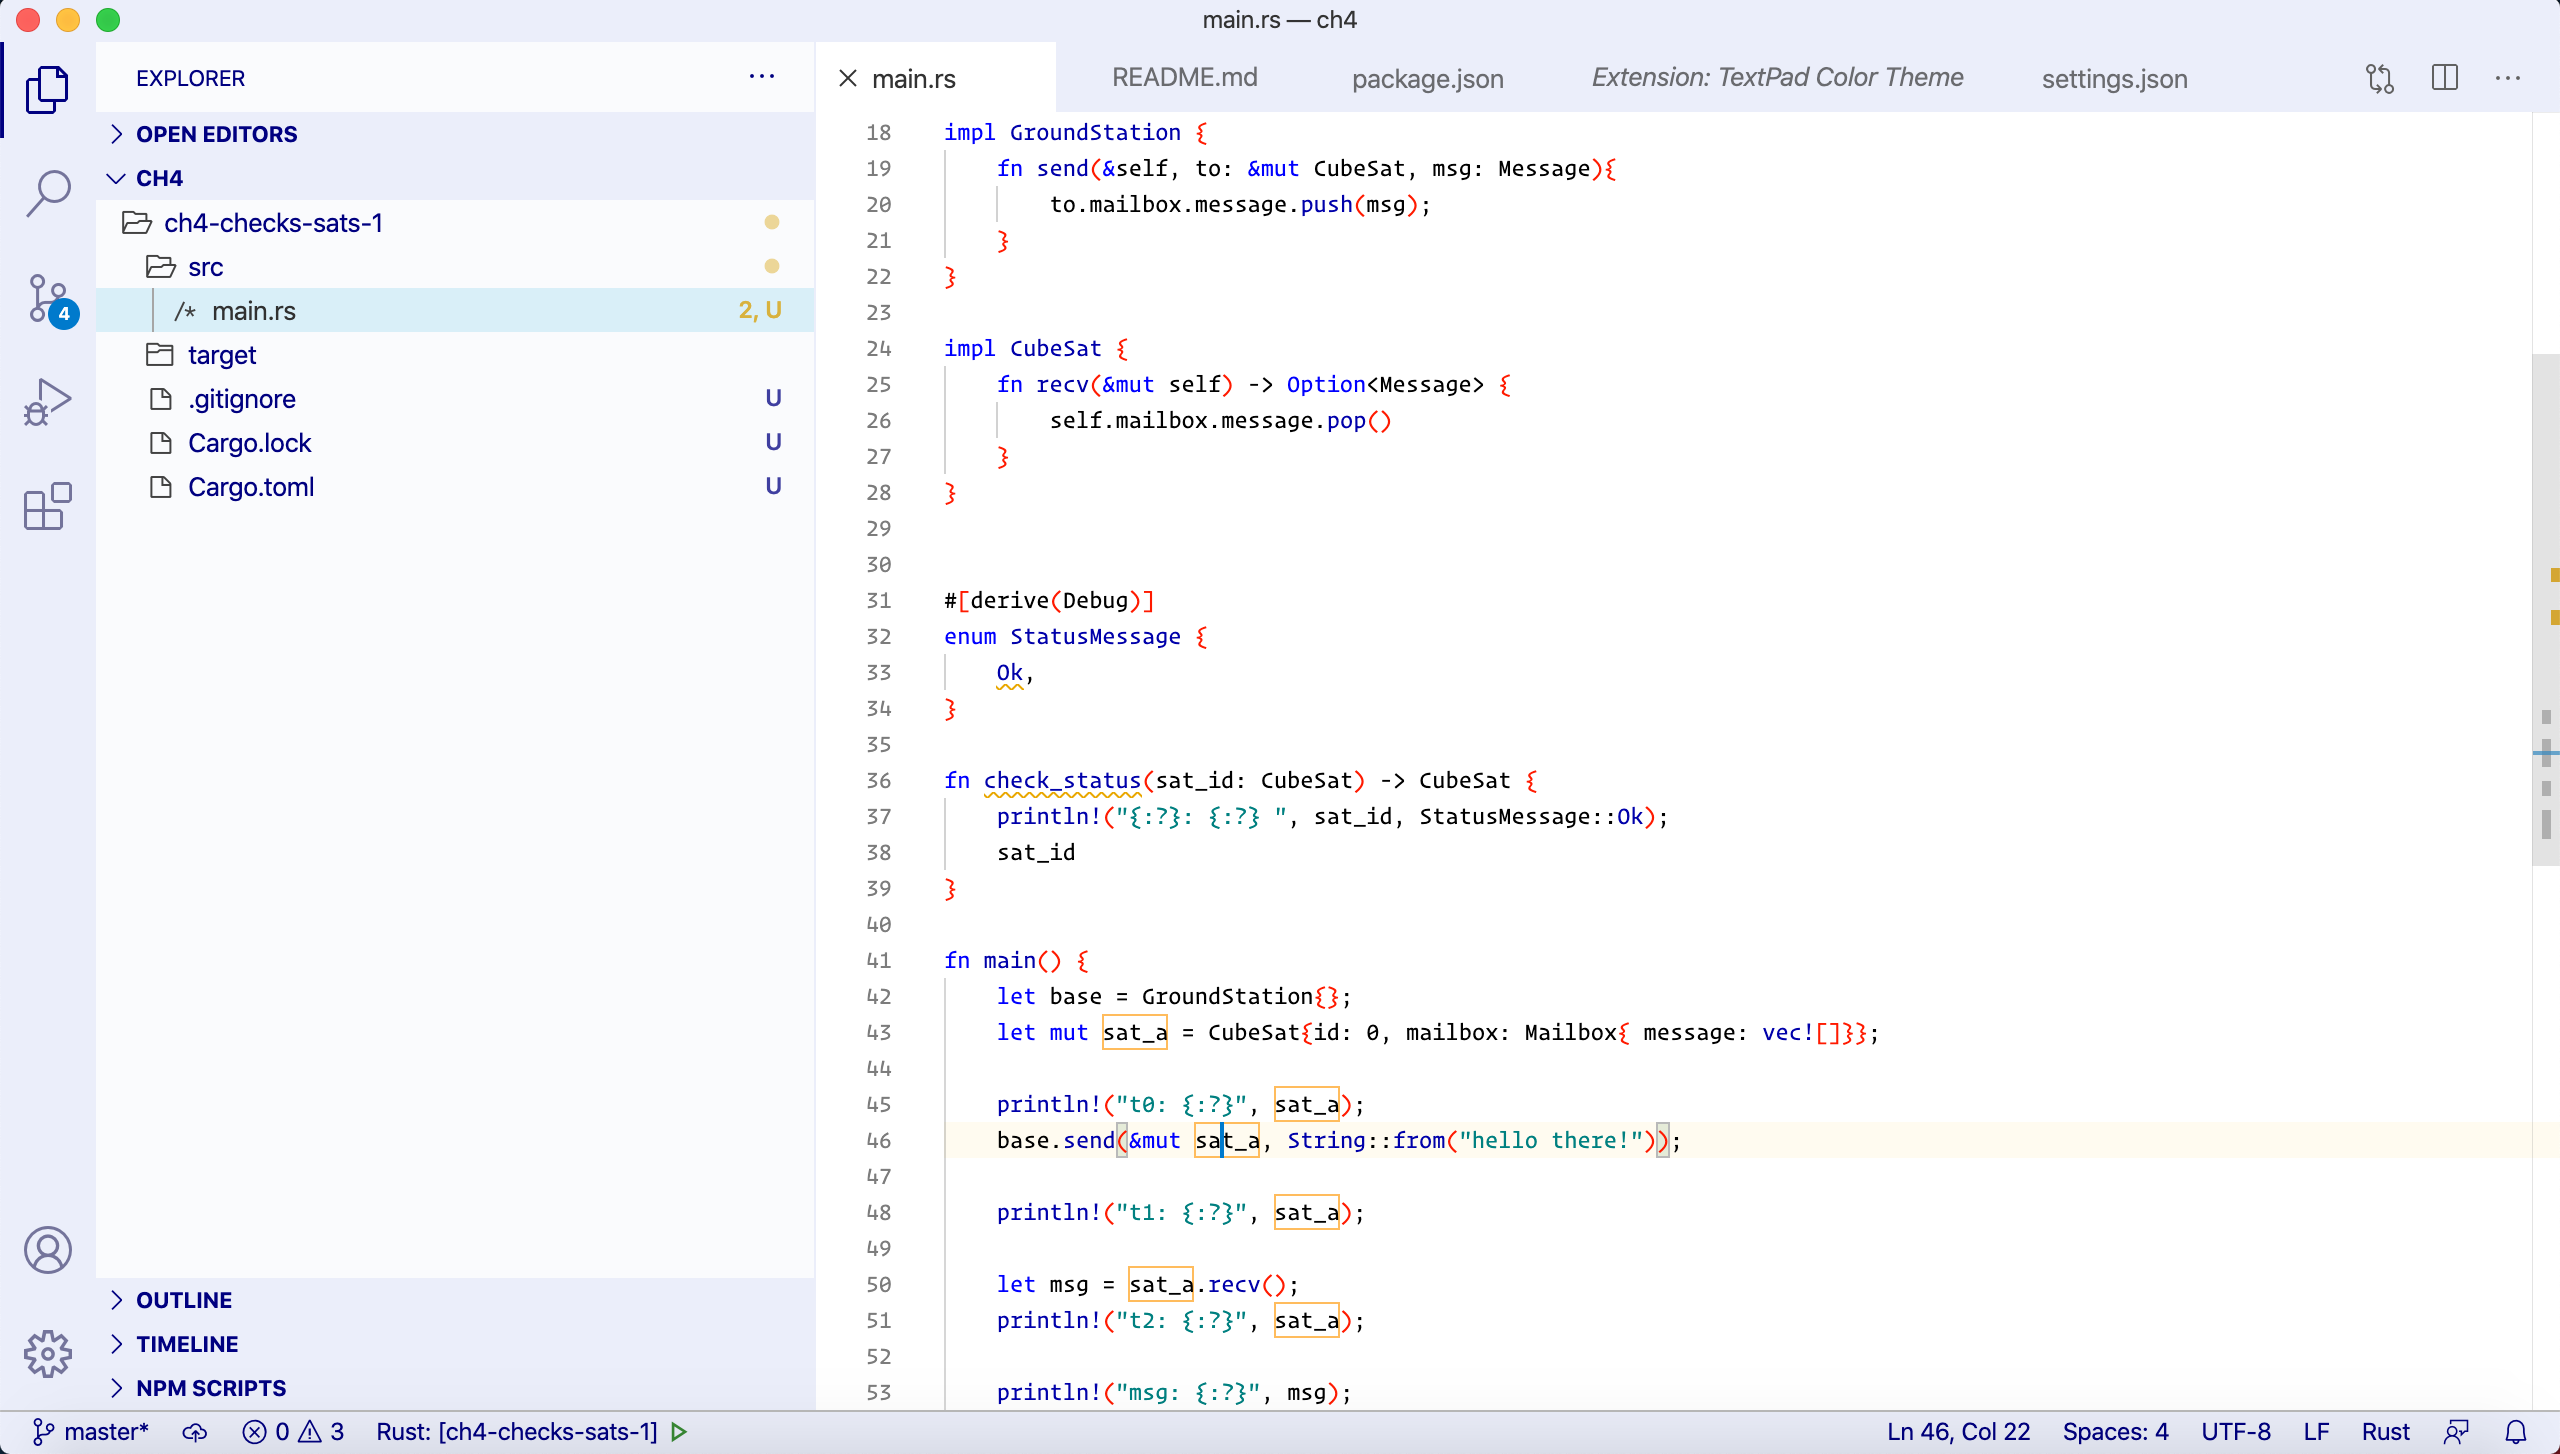 main.rs — ch4
EXPLORER
main.rs README.md package.json Extension: TextPad Color Theme settings.json
OPEN EDITORS
CH4
ch4-checks-sats-1
src
/* main.rs 2, U
target
.gitignore U
Cargo.lock U
Cargo.toml U
4
OUTLINE
TIMELINE
NPM SCRIPTS
18 impl GroundStation {
19     fn send(&self, to: &mut CubeSat, msg: Message){
20         to.mailbox.message.push(msg);
21     }
22 }
23
24 impl CubeSat {
25     fn recv(&mut self) -> Option<Message> {
26         self.mailbox.message.pop()
27     }
28 }
29
30
31 #[derive(Debug)]
32 enum StatusMessage {
33     Ok,
34 }
35
36 fn check_status(sat_id: CubeSat) -> CubeSat {
37     println!("{:?}: {:?} ", sat_id, StatusMessage::Ok);
38     sat_id
39 }
40
41 fn main() {
42     let base = GroundStation{};
43     let mut sat_a = CubeSat{id: 0, mailbox: Mailbox{ message: vec![]}};
44
45     println!("t0: {:?}", sat_a);
46     base.send(&mut sat_a, String::from("hello there!"));
47
48     println!("t1: {:?}", sat_a);
49
50     let msg = sat_a.recv();
51     println!("t2: {:?}", sat_a);
52
53     println!("msg: {:?}", msg);
master* 0 3 Rust: [ch4-checks-sats-1] Ln 46, Col 22 Spaces: 4 UTF-8 LF Rust